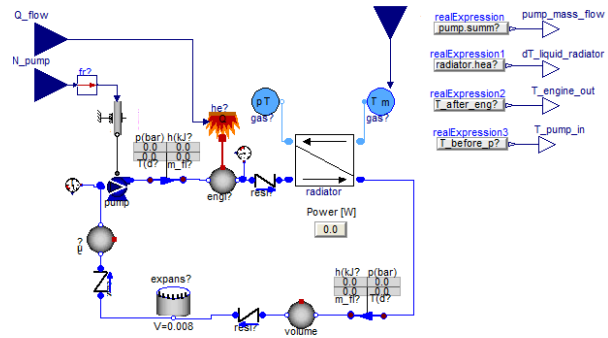 Q_flow
N_pump
fr?
he?
p T
gas?
T m
gas?
p(bar) h(kJ?
0.0 0.0
0.0 0.0
T(d? m_fl?
pump
engi?
resi?
radiator
Power [W]
0.0
expans?
V=0.008
resi?
volume
h(kJ? p(bar)
0.0 0.0
0.0 0.0
m_fl? T(d?
realExpression
pump.summ?
pump_mass_flow
realExpression1
radiator.hea?
dT_liquid_radiator
realExpression2
T_after_eng?
T_engine_out
realExpression3
T_before_p?
T_pump_in